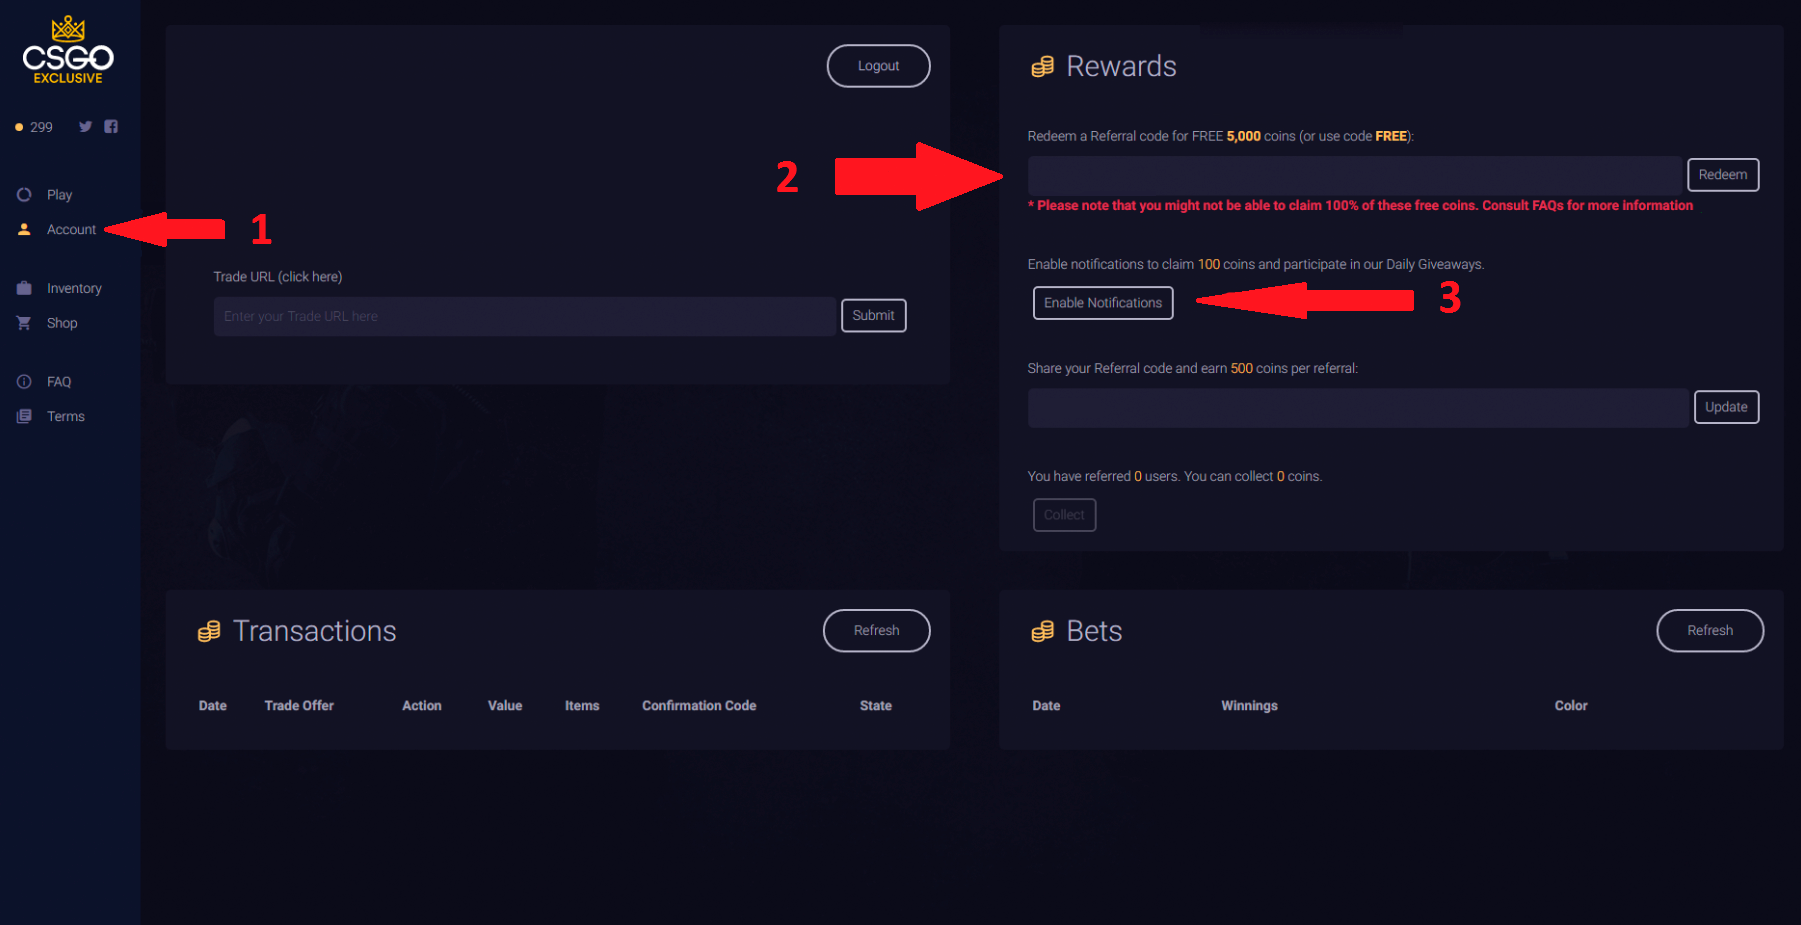 CSGO
EXCLUSIVE
299
Play
Account
1
Inventory
Shop
FAQ
Terms
Logout
Trade URL (click here)
Enter your Trade URL here
Submit
Rewards
Redeem a Referral code for FREE 5,000 coins (or use code FREE):
2
Redeem
* Please note that you might not be able to claim 100% of these free coins. Consult FAQs for more information
Enable notifications to claim 100 coins and participate in our Daily Giveaways.
Enable Notifications
3
Share your Referral code and earn 500 coins per referral:
Update
You have referred 0 users. You can collect 0 coins.
Collect
Transactions
Refresh
Date Trade Offer Action Value Items Confirmation Code State
Bets
Refresh
Date Winnings Color